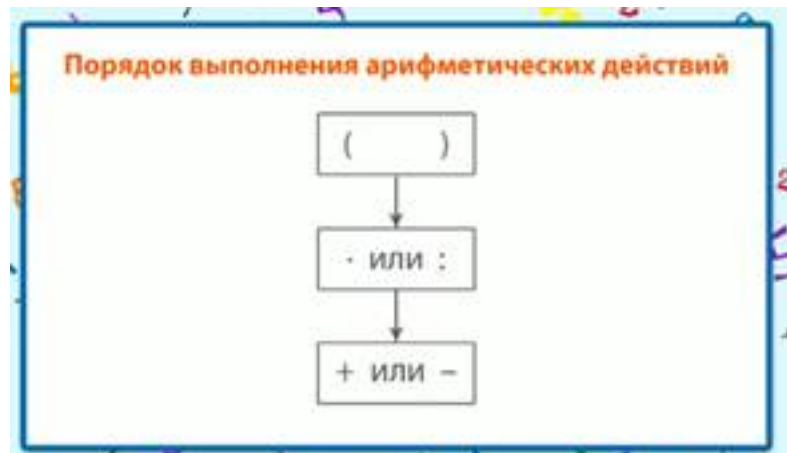 Порядок выполнения арифметических действий
( )
· или :
+ или –